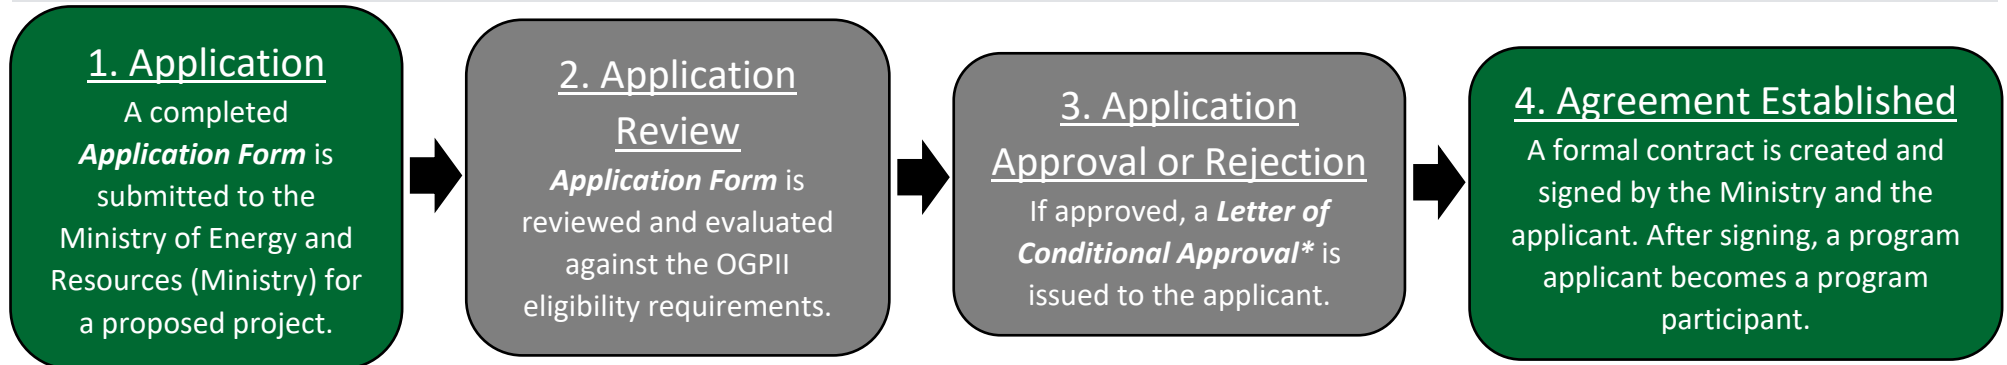 1. Application
A completed
Application Form is
submitted to the
Ministry of Energy and
Resources (Ministry) for
a proposed project.
2. Application
Review
Application Form is
reviewed and evaluated
against the OGPII
eligibility requirements.
3. Application
Approval or Rejection
If approved, a Letter of
Conditional Approval* is
issued to the applicant.
4. Agreement Established
A formal contract is created and
signed by the Ministry and the
applicant. After signing, a program
applicant becomes a program
participant.